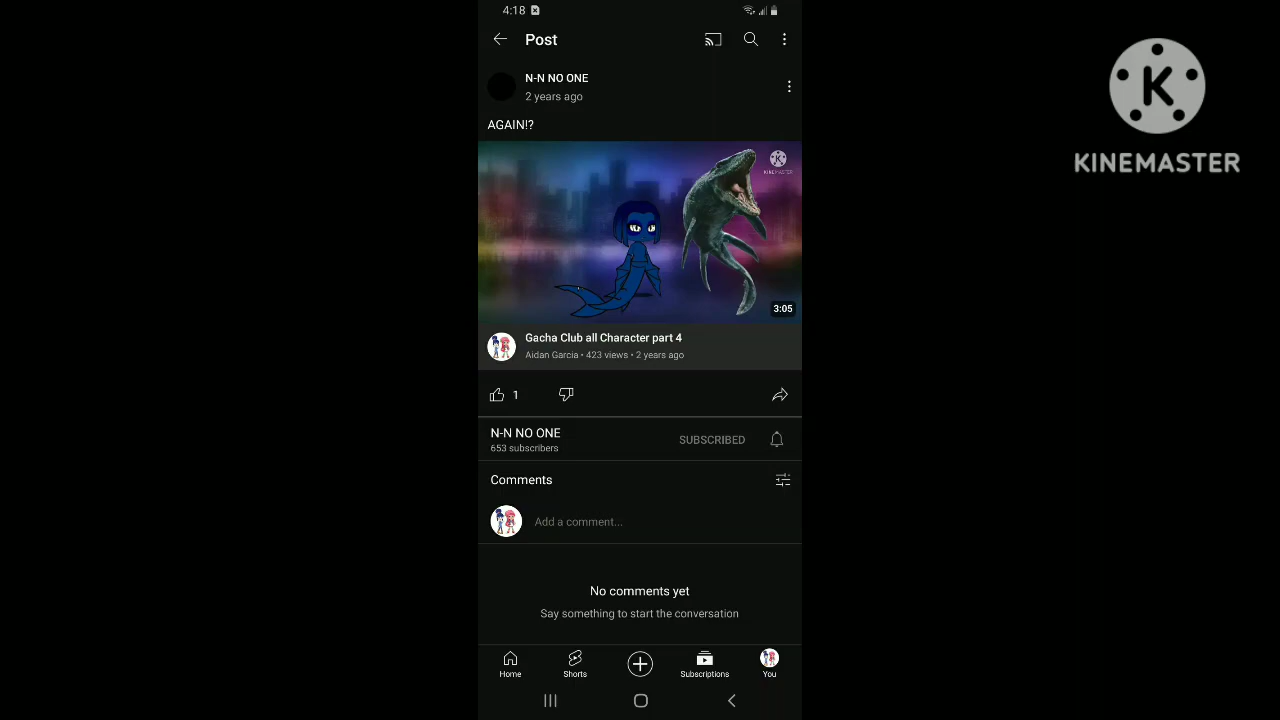 4:18
Post
N-N NO ONE
2 years ago
AGAIN!?
KINEMASTER
3:05
Gacha Club all Character part 4
Aidan Garcia • 423 views • 2 years ago
1
N-N NO ONE
653 subscribers
SUBSCRIBED
Comments
Add a comment...
No comments yet
Say something to start the conversation
Home
Shorts
Subscriptions
You
K
KINEMASTER